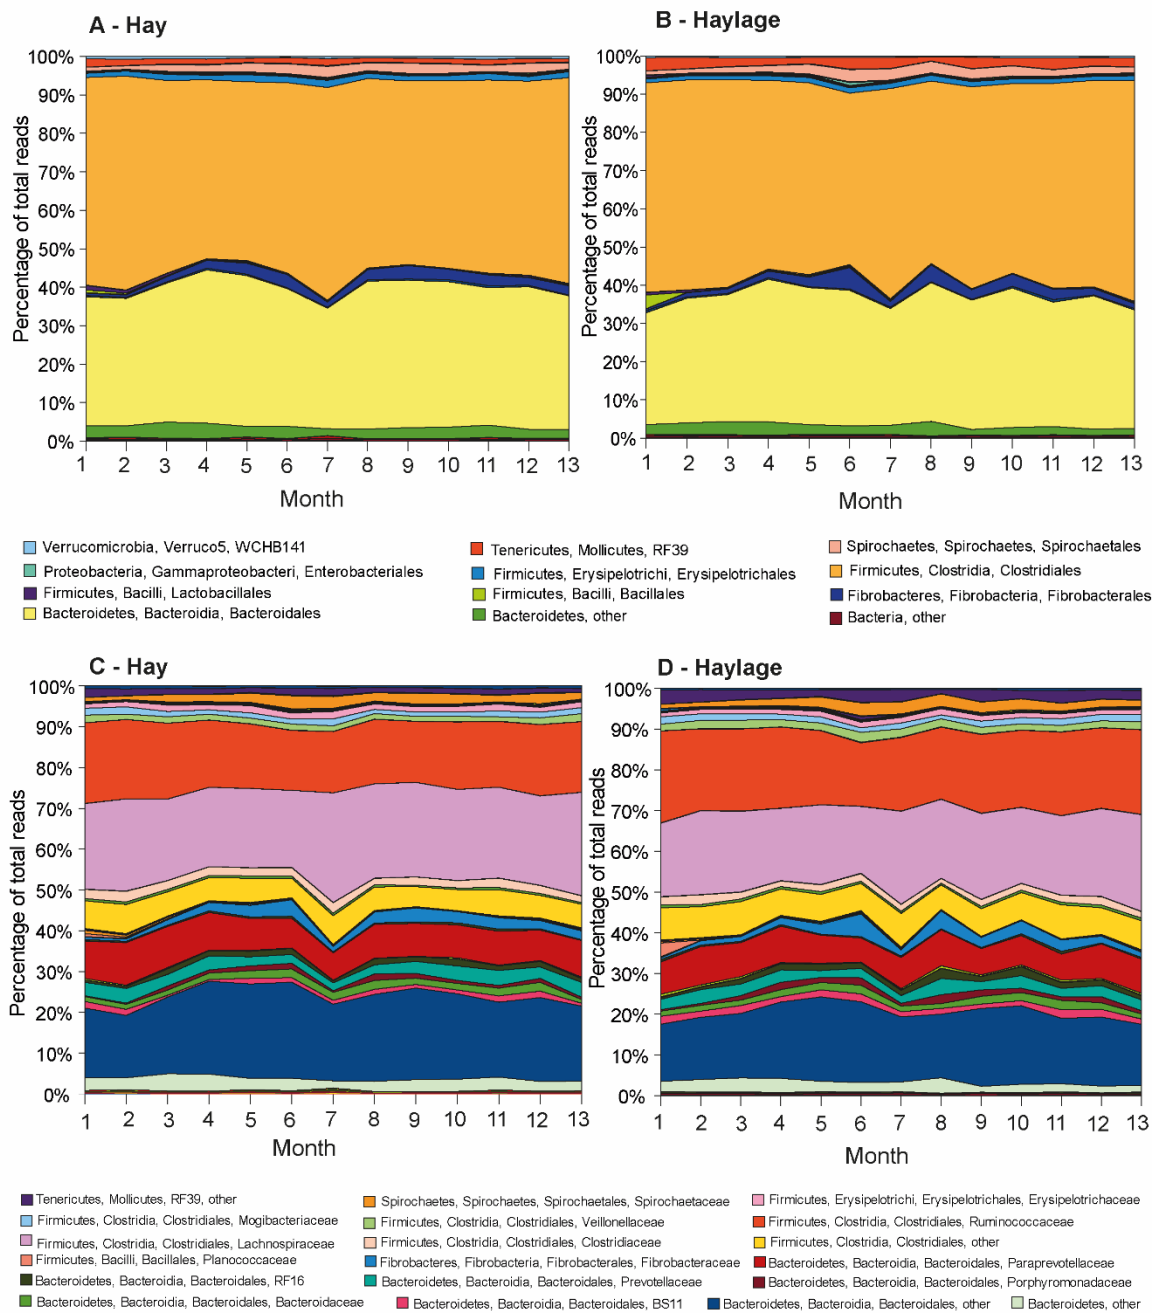 A - Hay
B - Haylage
Percentage of total reads
100%
90%
80%
70%
60%
50%
40%
30%
20%
10%
0%
1 2 3 4 5 6 7 8 9 10 11 12 13
Month
Percentage of total reads
100%
90%
80%
70%
60%
50%
40%
30%
20%
10%
0%
1 2 3 4 5 6 7 8 9 10 11 12 13
Month
Verrucomicrobia, Verruco5, WCHB141
Tenericutes, Mollicutes, RF39
Spirochaetes, Spirochaetes, Spirochaetales
Proteobacteria, Gammaproteobacteri, Enterobacteriales
Firmicutes, Erysipelotrichi, Erysipelotrichales
Firmicutes, Clostridia, Clostridiales
Firmicutes, Bacilli, Lactobacillales
Firmicutes, Bacilli, Bacillales
Fibrobacteres, Fibrobacteria, Fibrobacterales
Bacteroidetes, Bacteroidia, Bacteroidales
Bacteroidetes, other
Bacteria, other
C - Hay
D - Haylage
Percentage of total reads
100%
90%
80%
70%
60%
50%
40%
30%
20%
10%
0%
1 2 3 4 5 6 7 8 9 10 11 12 13
Month
Percentage of total reads
100%
90%
80%
70%
60%
50%
40%
30%
20%
10%
0%
1 2 3 4 5 6 7 8 9 10 11 12 13
Month
Tenericutes, Mollicutes, RF39, other
Spirochaetes, Spirochaetes, Spirochaetales, Spirochaetaceae
Firmicutes, Erysipelotrichi, Erysipelotrichales, Erysipelotrichaceae
Firmicutes, Clostridia, Clostridiales, Mogibacteriaceae
Firmicutes, Clostridia, Clostridiales, Veillonellaceae
Firmicutes, Clostridia, Clostridiales, Ruminococcaceae
Firmicutes, Clostridia, Clostridiales, Lachnospiraceae
Firmicutes, Clostridia, Clostridiales, Clostridiaceae
Firmicutes, Clostridia, Clostridiales, other
Firmicutes, Bacilli, Bacillales, Planococcaceae
Fibrobacteres, Fibrobacteria, Fibrobacterales, Fibrobacteraceae
Bacteroidetes, Bacteroidia, Bacteroidales, Paraprevotellaceae
Bacteroidetes, Bacteroidia, Bacteroidales, RF16
Bacteroidetes, Bacteroidia, Bacteroidales, Prevotellaceae
Bacteroidetes, Bacteroidia, Bacteroidales, Porphyromonadaceae
Bacteroidetes, Bacteroidia, Bacteroidales, Bacteroidaceae
Bacteroidetes, Bacteroidia, Bacteroidales, BS11
Bacteroidetes, Bacteroidia, Bacteroidales, other
Bacteroidetes, other